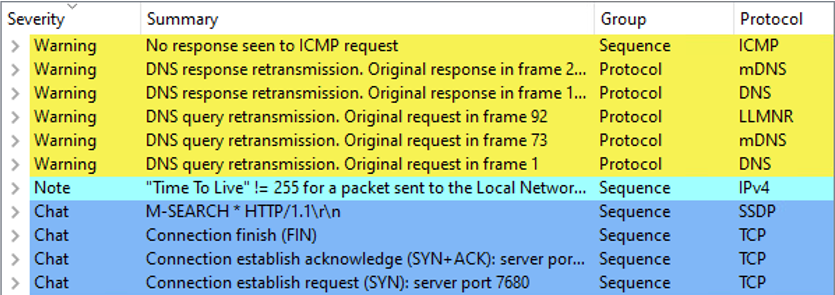 Severity Summary Group Protocol
Warning No response seen to ICMP request Sequence ICMP
Warning DNS response retransmission. Original response in frame 2... Protocol mDNS
Warning DNS response retransmission. Original response in frame 1... Protocol DNS
Warning DNS query retransmission. Original request in frame 92 Protocol LLMNR
Warning DNS query retransmission. Original request in frame 73 Protocol mDNS
Warning DNS query retransmission. Original request in frame 1 Protocol DNS
Note "Time To Live" != 255 for a packet sent to the Local Networ... Sequence IPv4
Chat M-SEARCH * HTTP/1.1\r\n Sequence SSDP
Chat Connection finish (FIN) Sequence TCP
Chat Connection establish acknowledge (SYN+ACK): server por... Sequence TCP
Chat Connection establish request (SYN): server port 7680 Sequence TCP